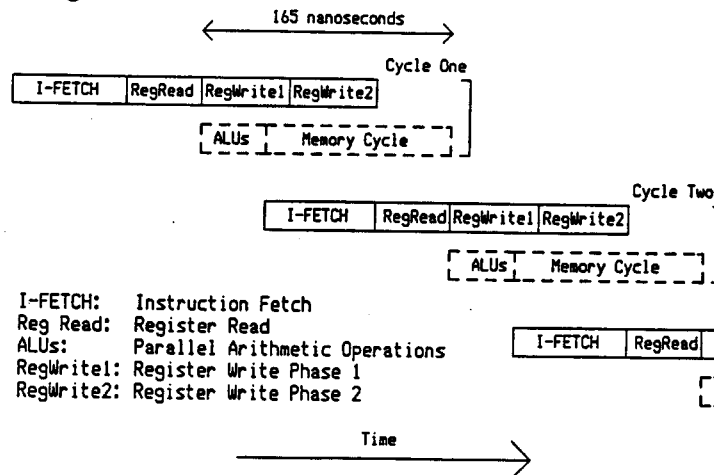 165 nanoseconds
Cycle One
I-FETCH RegRead RegWrite1 RegWrite2
ALUs Memory Cycle
Cycle Two
I-FETCH RegRead RegWrite1 RegWrite2
ALUs Memory Cycle
I-FETCH: Instruction Fetch
Reg Read: Register Read
ALUs: Parallel Arithmetic Operations
RegWrite1: Register Write Phase 1
RegWrite2: Register Write Phase 2
I-FETCH RegRead
Time